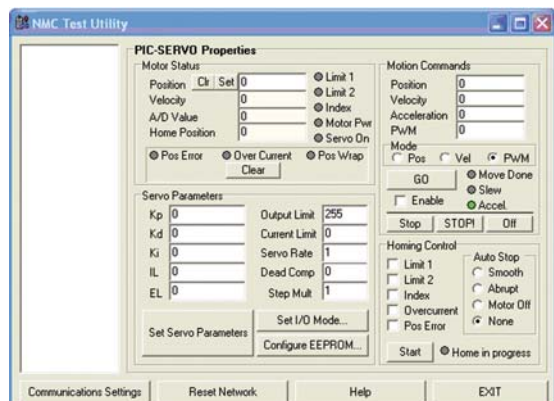 NMC Test Utility
PIC-SERVO Properties
Motor Status
Position Clr Set 0
Velocity 0
A/D Value 0
Home Position 0
Limit 1
Limit 2
Index
Motor Pwr
Servo On
Pos Error Over Current Pos Wrap
Clear
Servo Parameters
Kp 0 Output Limit 255
Kd 0 Current Limit 0
Ki 0 Servo Rate 1
IL 0 Dead Comp 0
EL 0 Step Mult 1
Set Servo Parameters
Set I/O Mode...
Configure EEPROM...
Motion Commands
Position 0
Velocity 0
Acceleration 0
PWM 0
Mode
Pos Vel PWM
GO
Enable
Move Done
Slew
Accel.
Stop STOP! Off
Homing Control
Limit 1
Limit 2
Index
Overcurrent
Pos Error
Auto Stop
Smooth
Abrupt
Motor Off
None
Start Home in progress
Communications Settings Reset Network Help EXIT